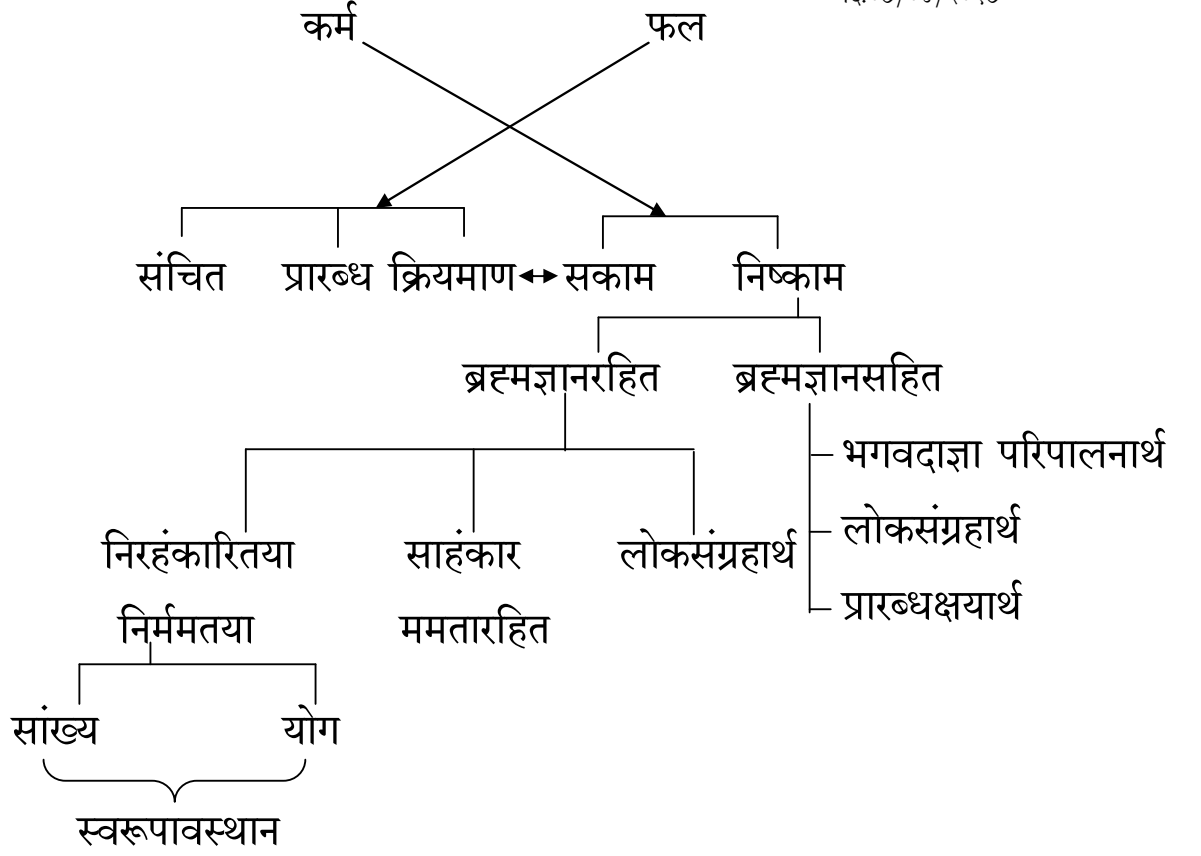 कर्म फल
संचित प्रारब्ध क्रियमाण सकाम निष्काम
ब्रह्मज्ञानरहित ब्रह्मज्ञानसहित
भगवदाज्ञा परिपालनार्थ
लोकसंग्रहार्थ
प्रारब्धक्षयार्थ
निरहंकारितया साहंकार लोकसंग्रहार्थ
निर्ममतया ममतारहित
सांख्य योग
स्वरूपावस्थान